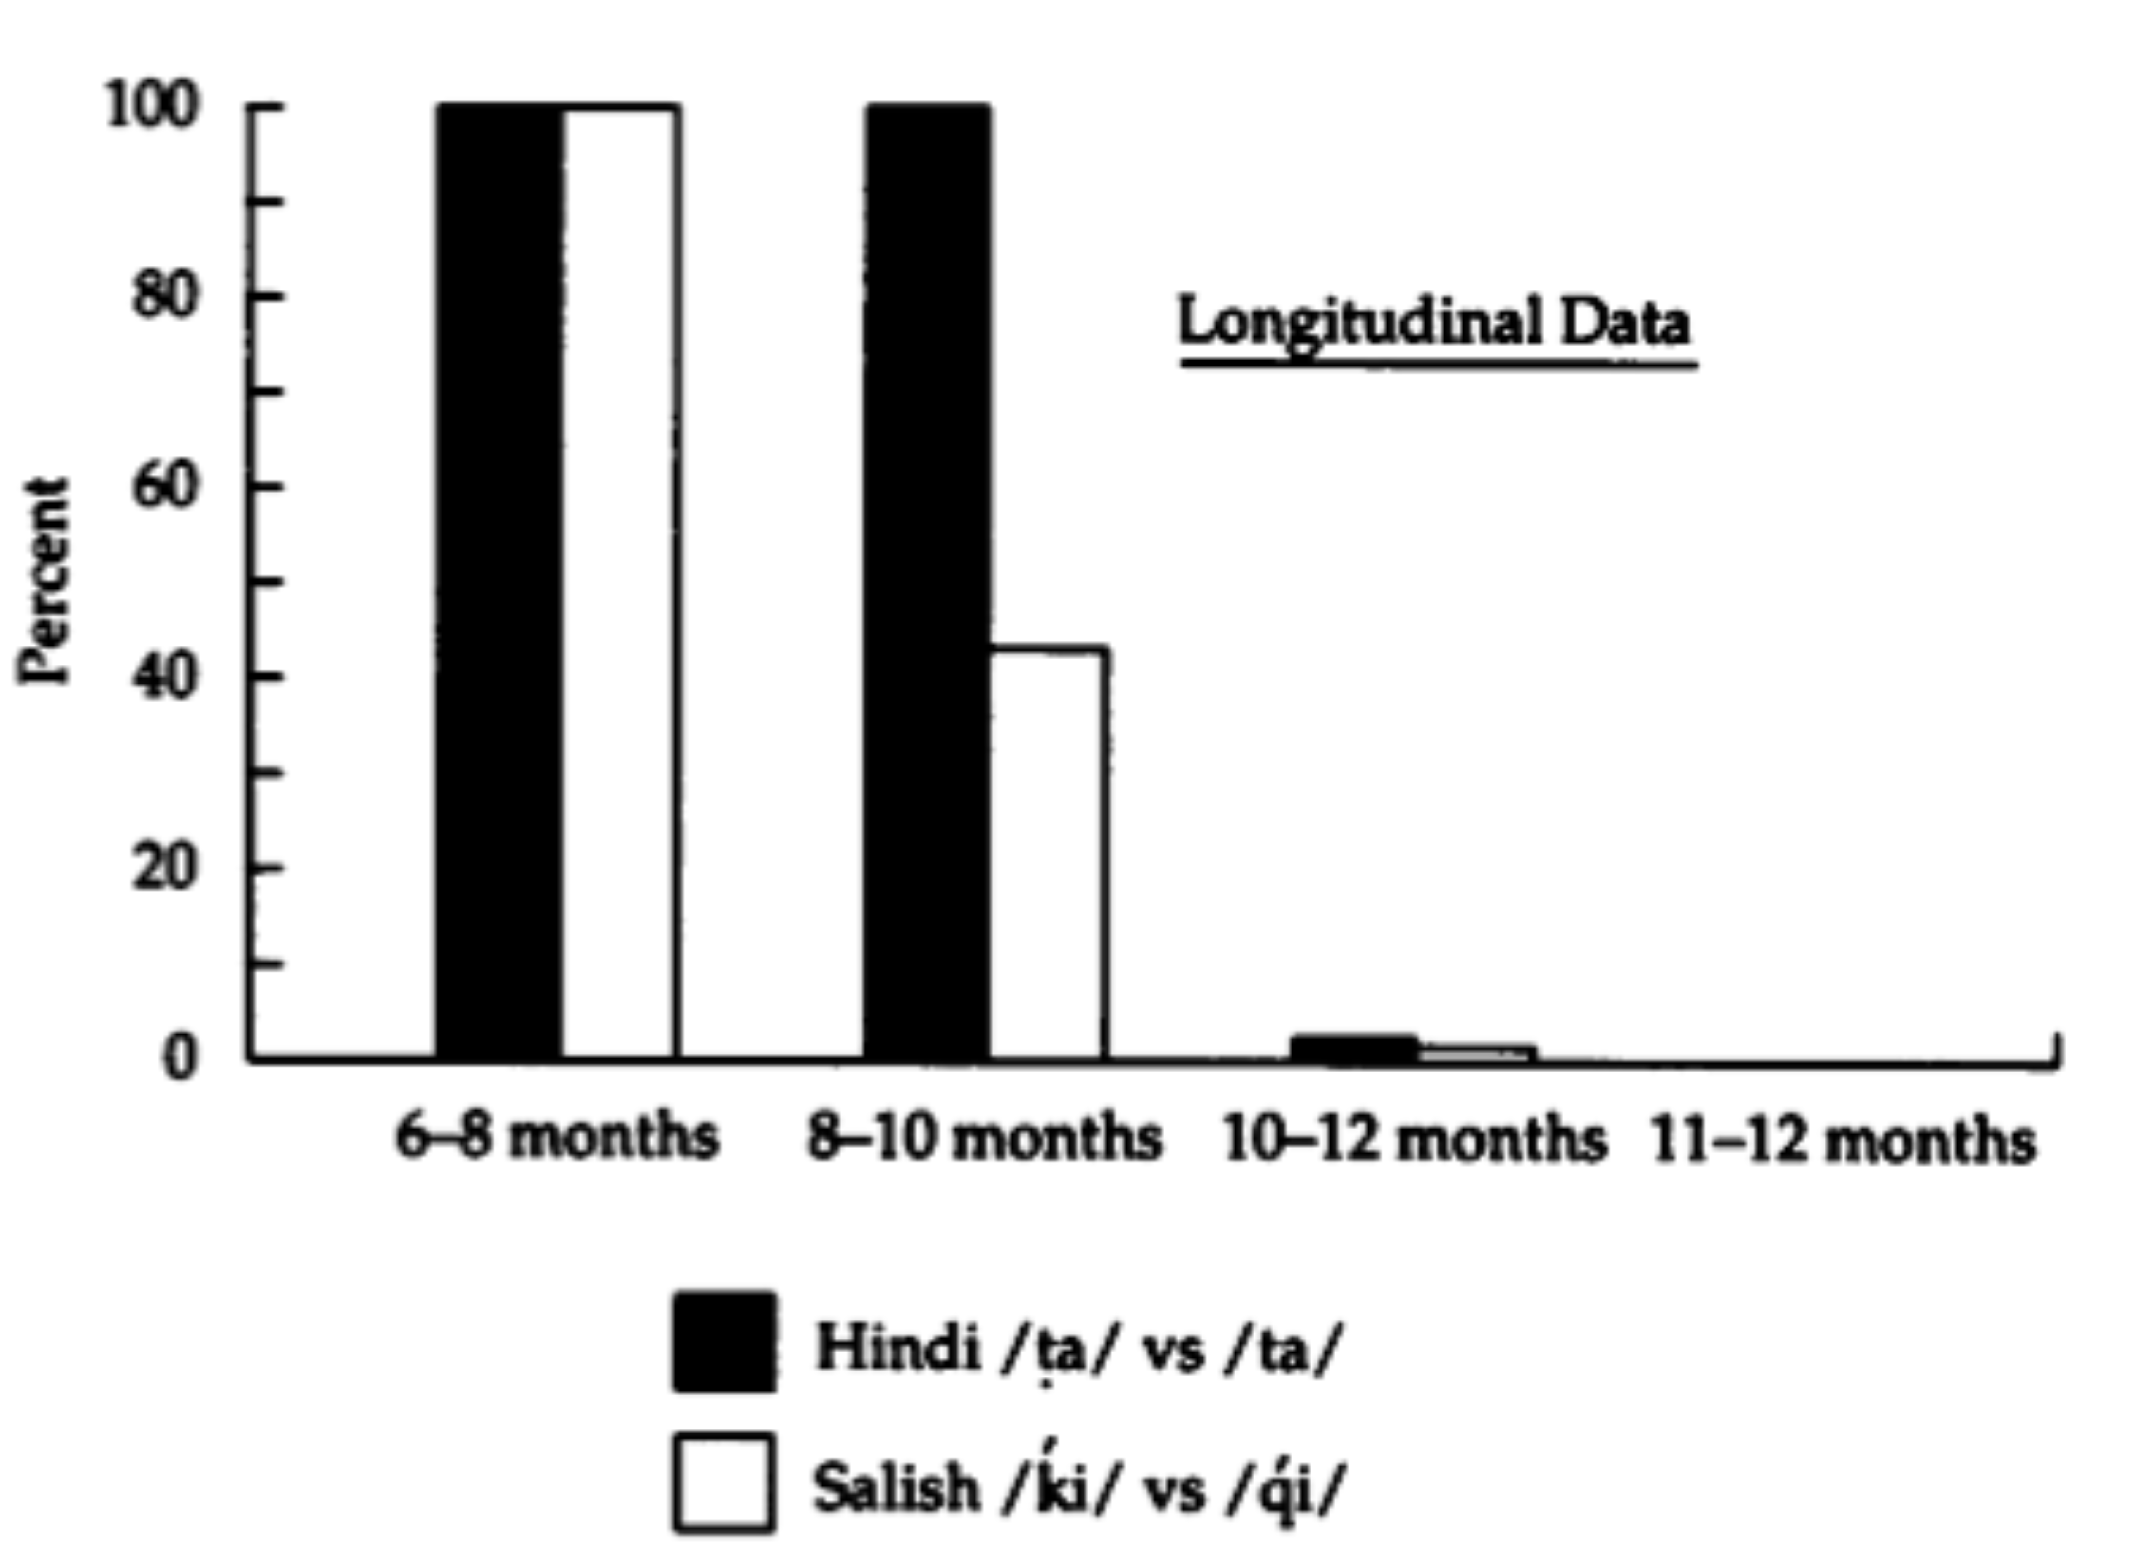 100
80
60
40
20
0
Percent
Longitudinal Data
6–8 months 8–10 months 10–12 months 11–12 months
Hindi /ṭa/ vs /ta/
Salish /ḱi/ vs /q́i/